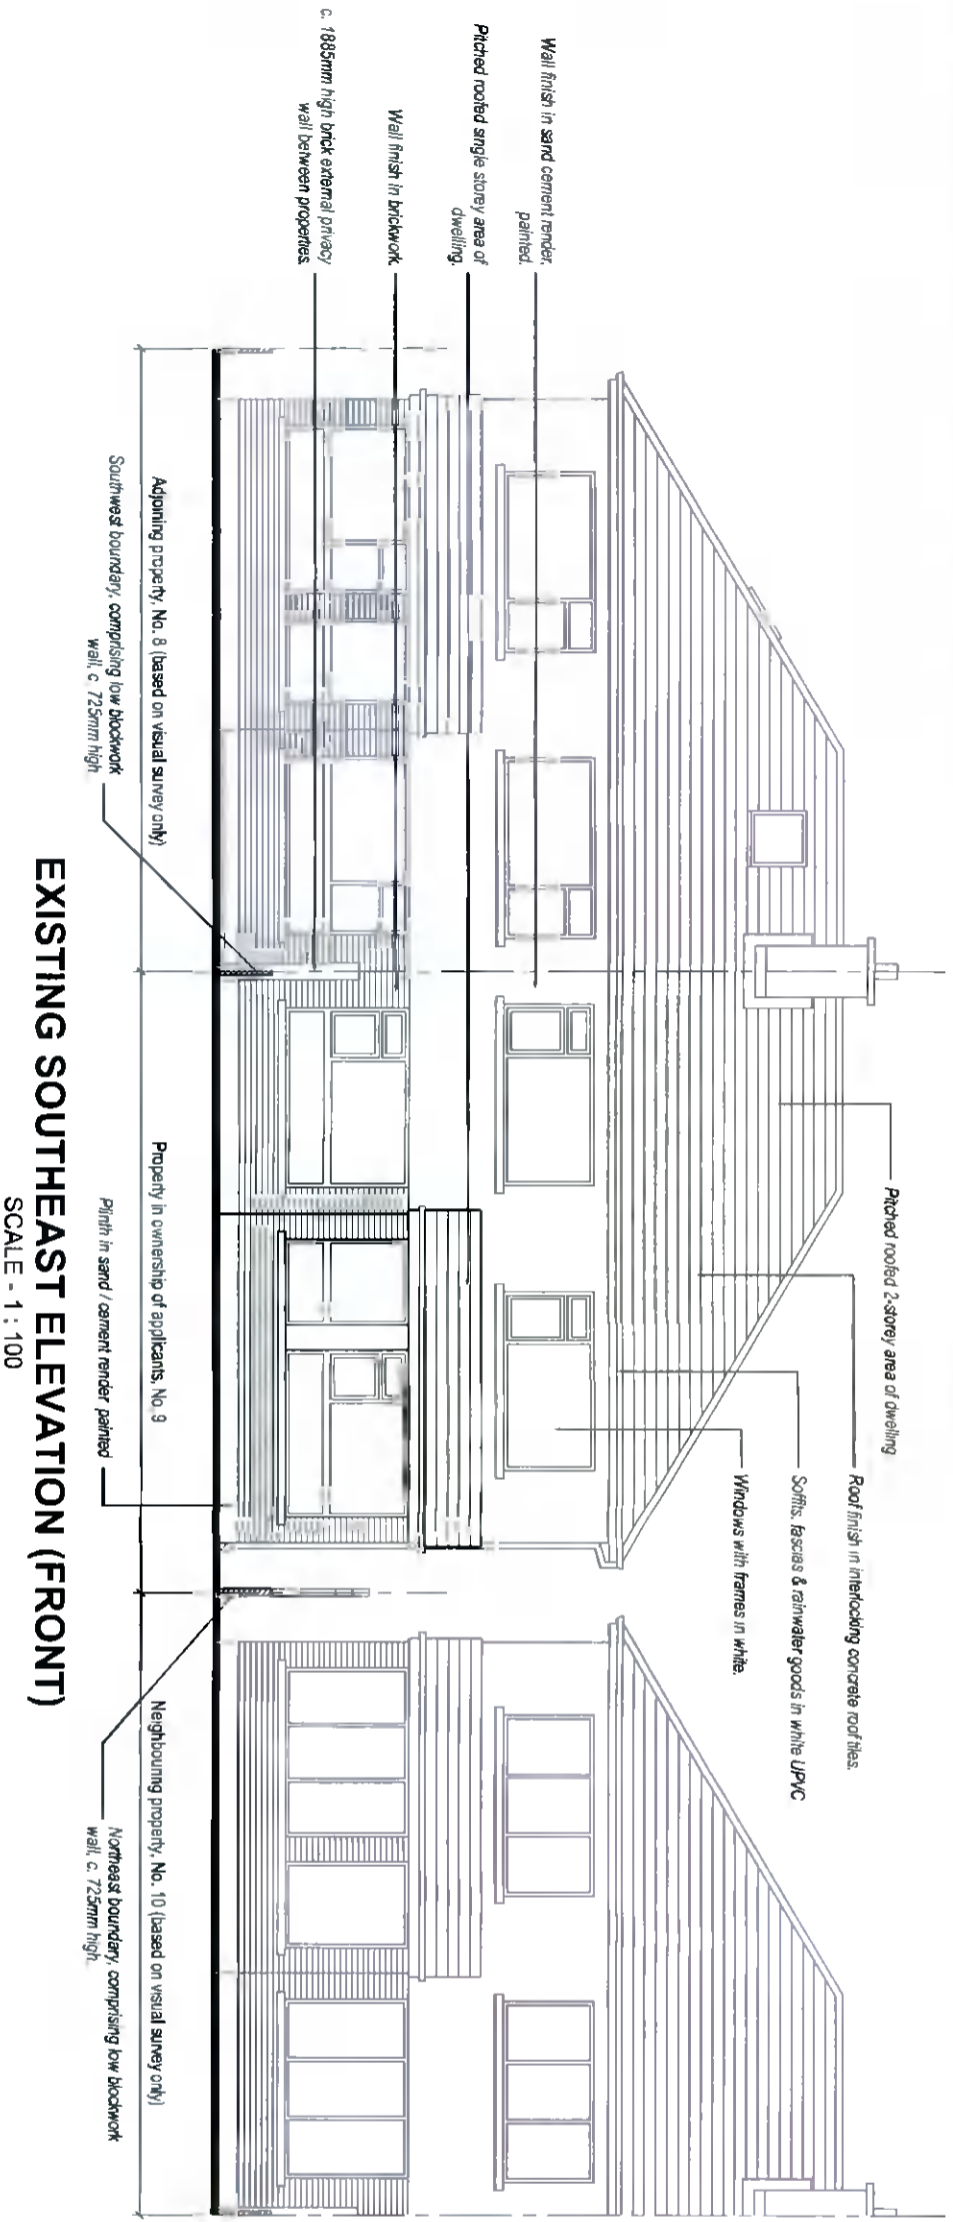 Wall finish in sand cement render,
painted.
Pitched roofed single storey area of
dwelling.
Wall finish in brickwork.
c. 1885mm high brick external privacy
wall between properties.
Pitched roofed 2-storey area of dwelling
Roof finish in interlocking concrete roof tiles.
Soffits, fascias & rainwater goods in white UPVC
Windows with frames in white.
Adjoining property, No. 8 (based on visual survey only)
Property in ownership of applicants, No. 9
Neighbouring property, No. 10 (based on visual survey only)
Southwest boundary, comprising low blockwork
wall, c. 725mm high
Plinth in sand / cement render painted
Northeast boundary, comprising low blockwork
wall, c. 725mm high.
EXISTING SOUTHEAST ELEVATION (FRONT)
SCALE - 1 : 100